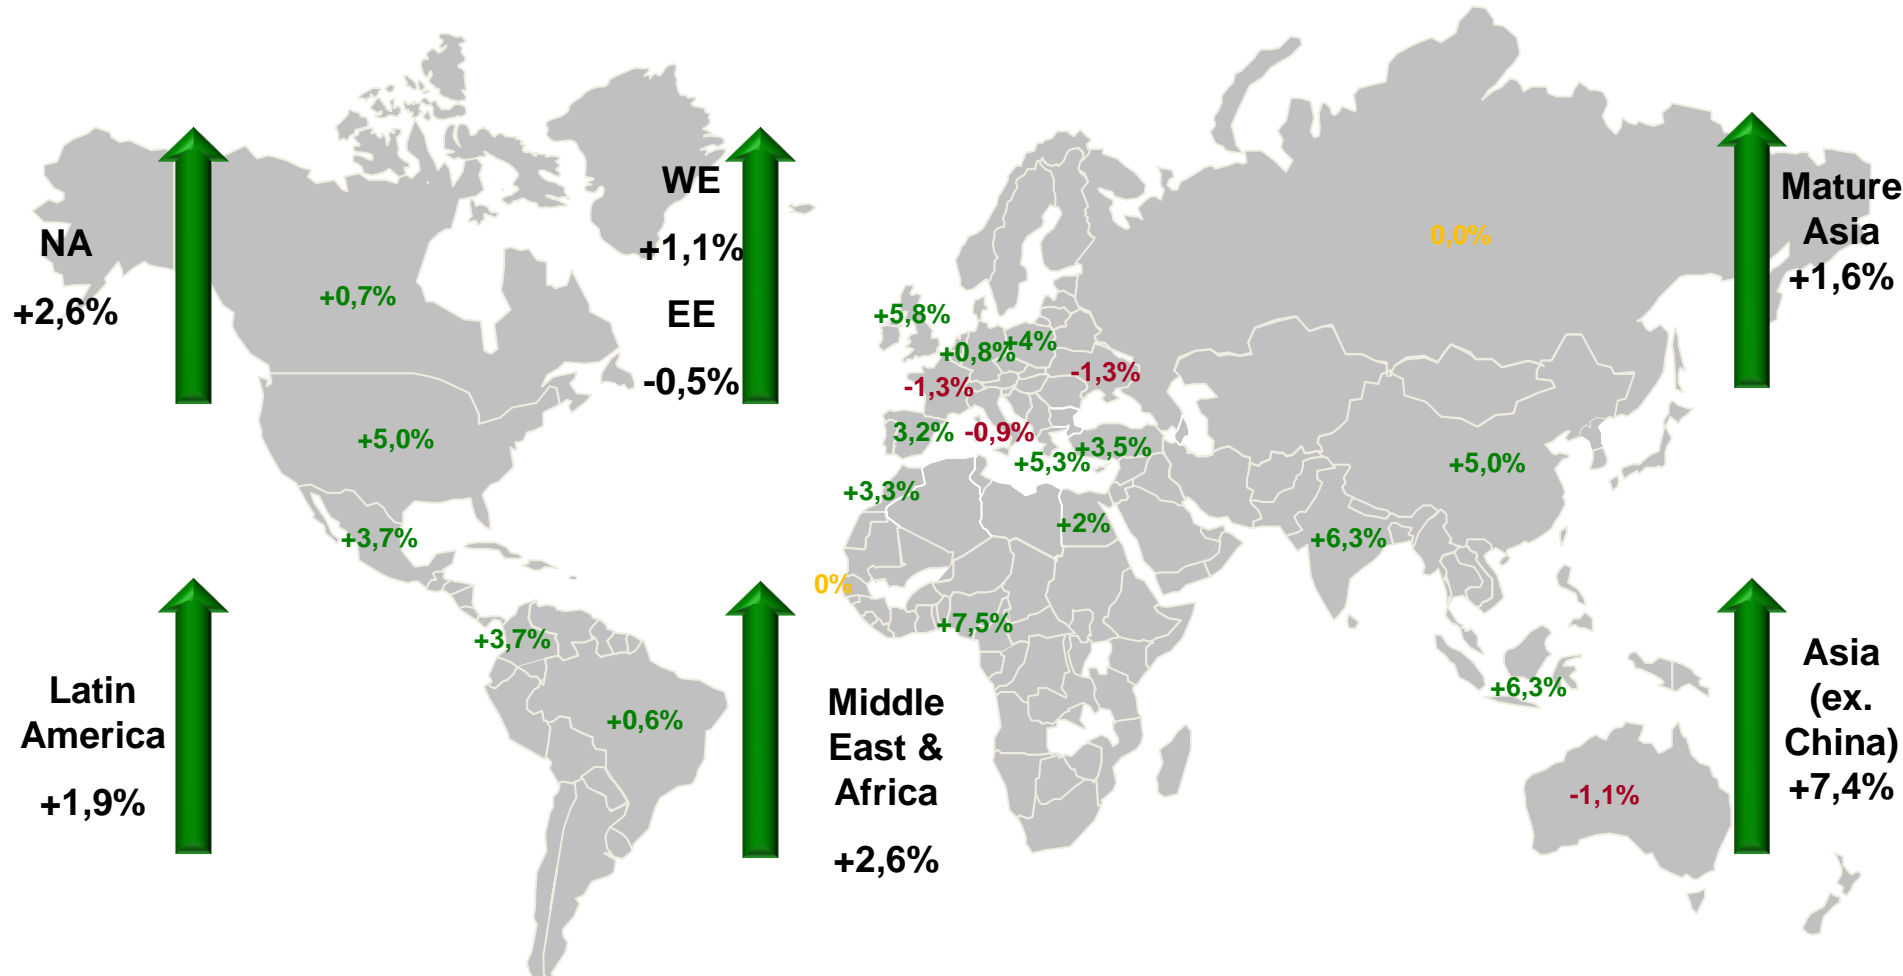 NA
+2,6%
WE
+1,1%
EE
-0,5%
Mature
Asia
+1,6%
0,0%
+0,7%
+5,8%
+0,8%
+4%
-1,3%
-1,3%
+5,0%
3,2%
-0,9%
+3,5%
+5,3%
+5,0%
+3,3%
+2%
+3,7%
+6,3%
0%
+7,5%
+3,7%
+6,3%
Latin
America
+1,9%
+0,6%
Middle
East &
Africa
+2,6%
-1,1%
Asia
(ex.
China)
+7,4%